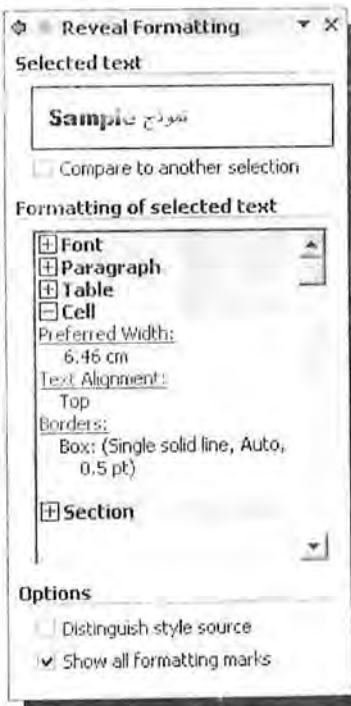 Reveal Formatting
Selected text
Sample نموذج
Compare to another selection
Formatting of selected text
Font
Paragraph
Table
Cell
Preferred Width:
6.46 cm
Text Alignment:
Top
Borders:
Box: (Single solid line, Auto,
0.5 pt)
Section
Options
Distinguish style source
Show all formatting marks